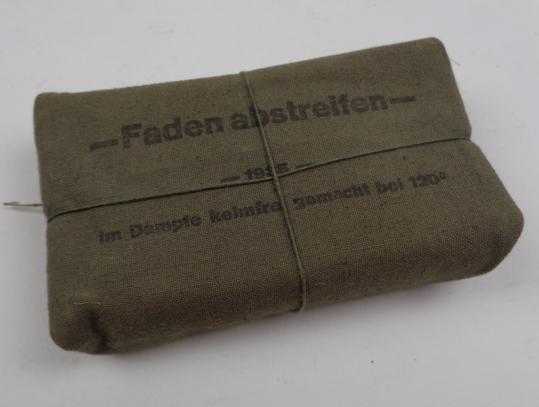 —Faden abstreifen—
im Dampfe keimfrei gemacht bei 120°